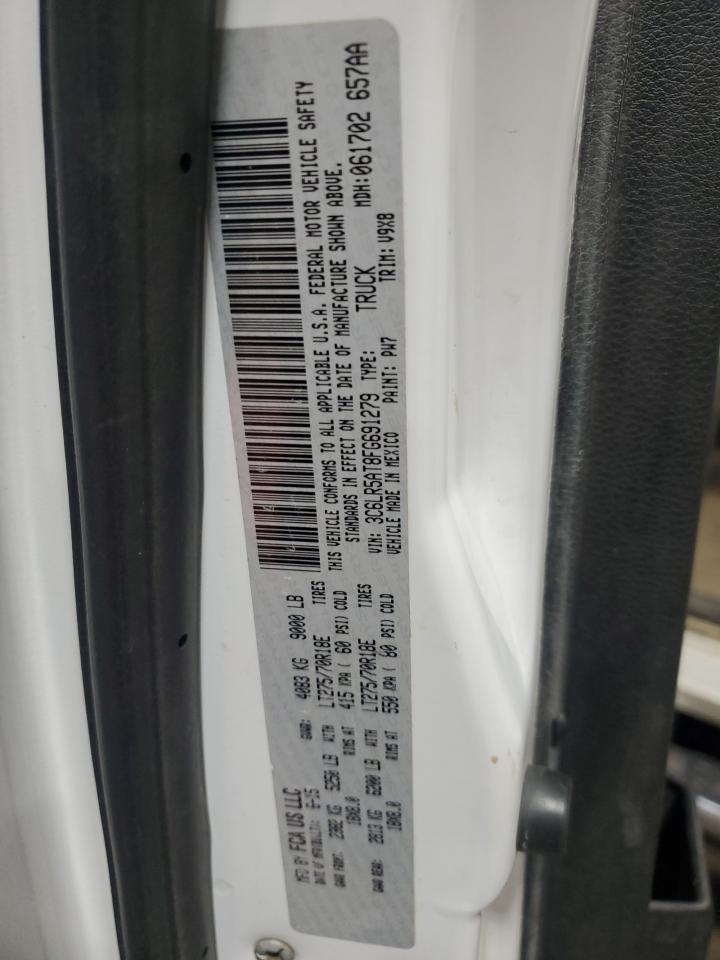 MFD BY FCA US LLC
DATE OF MFR: 6-15
GVWR: 4083 KG 9000 LB
GAWR FRONT: 2382 KG 5250 LB WITH LT275/70R18E TIRES
18X8.0 RIMS AT 415 KPA ( 60 PSI) COLD
GAWR REAR: 2813 KG 6200 LB WITH LT275/70R18E TIRES
18X8.0 RIMS AT 550 KPA ( 80 PSI) COLD
THIS VEHICLE CONFORMS TO ALL APPLICABLE U.S.A. FEDERAL MOTOR VEHICLE SAFETY
STANDARDS IN EFFECT ON THE DATE OF MANUFACTURE SHOWN ABOVE.
VIN: 3C6LR5AT8FG691279 TYPE: TRUCK MDH:061702 657AA
VEHICLE MADE IN MEXICO PAINT: PW7 TRIM: V9X8